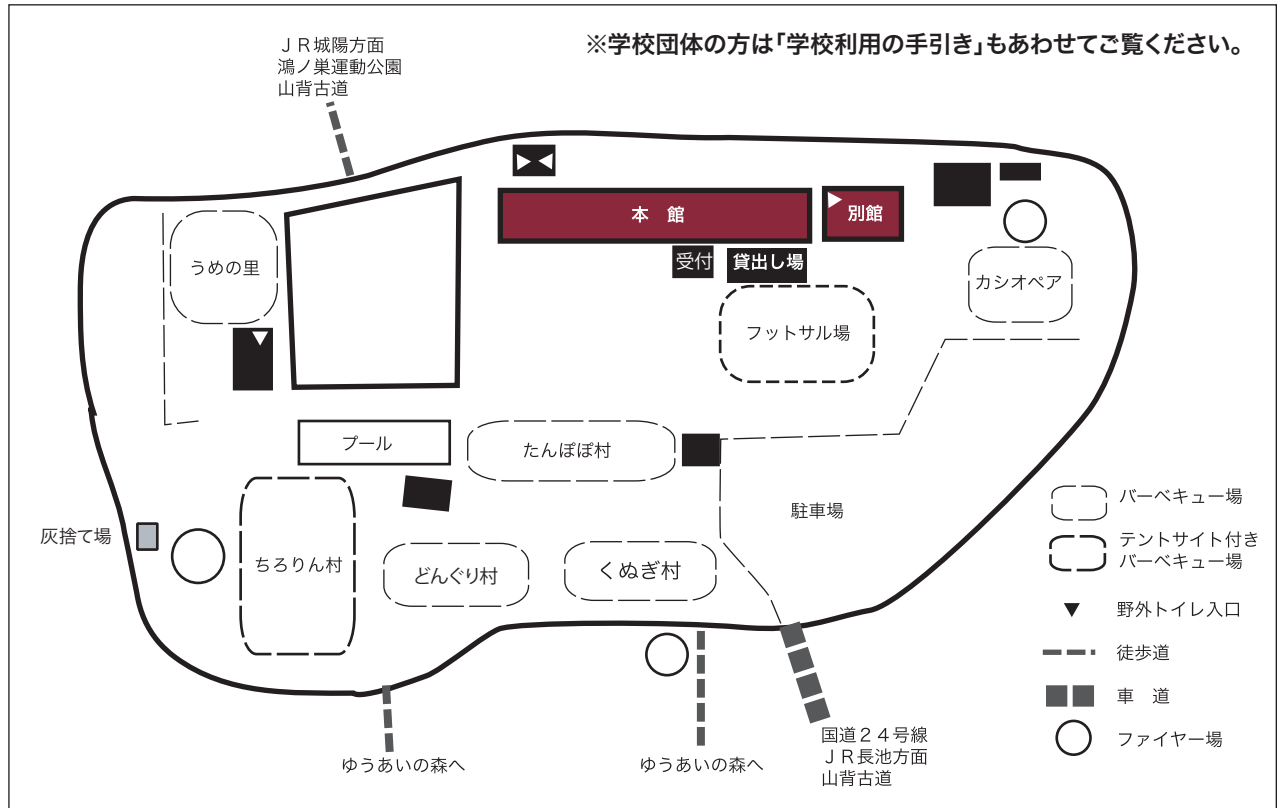 ※学校団体の方は「学校利用の手引き」もあわせてご覧ください。
ＪＲ城陽方面
鴻ノ巣運動公園
山背古道
本　館
別館
受付
貸出し場
うめの里
カシオペア
フットサル場
プール
たんぽぽ村
駐車場
灰捨て場
ちろりん村
どんぐり村
くぬぎ村
バーベキュー場
テントサイト付き
バーベキュー場
野外トイレ入口
徒歩道
車　道
ファイヤー場
国道２４号線
ＪＲ長池方面
山背古道
ゆうあいの森へ
ゆうあいの森へ